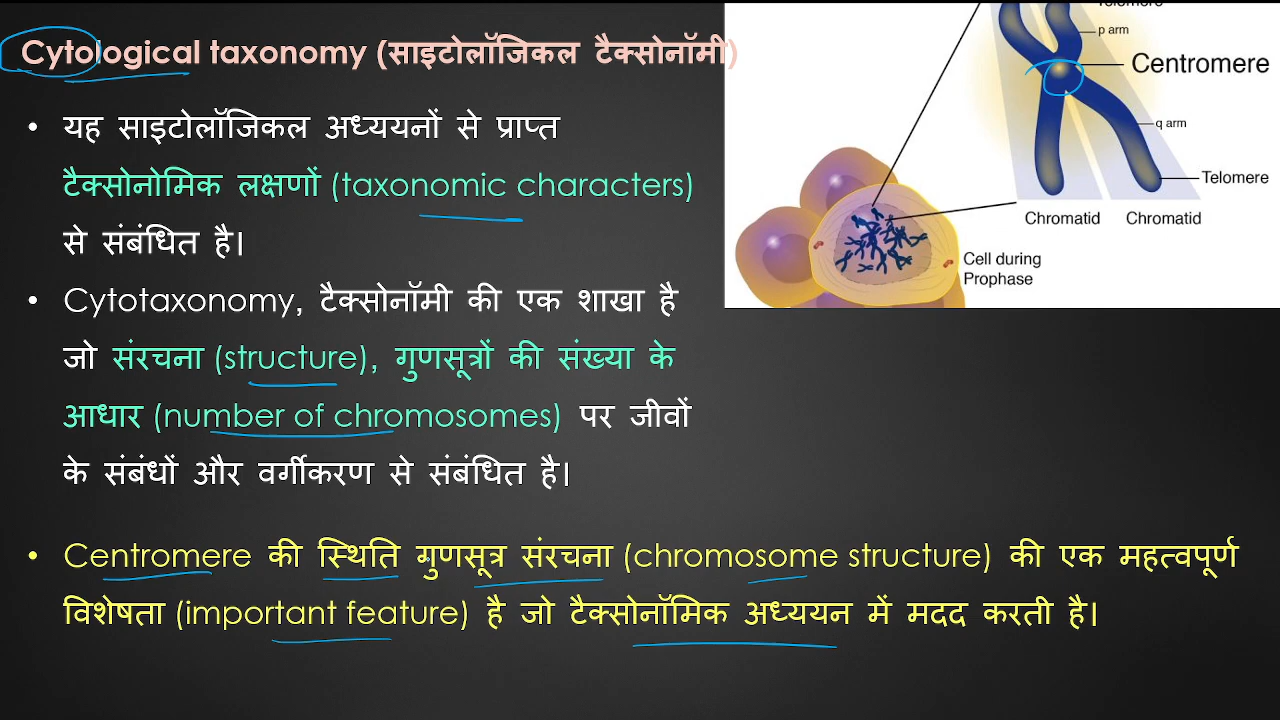 Cytological taxonomy (साइटोलॉजिकल टैक्सोनॉमी)
• यह साइटोलॉजिकल अध्ययनों से प्राप्त
टैक्सोनोमिक लक्षणों (taxonomic characters)
से संबंधित है।
• Cytotaxonomy, टैक्सोनॉमी की एक शाखा है
जो संरचना (structure), गुणसूत्रों की संख्या के
आधार (number of chromosomes) पर जीवों
के संबंधों और वर्गीकरण से संबंधित है।
• Centromere की स्थिति गुणसूत्र संरचना (chromosome structure) की एक महत्वपूर्ण
विशेषता (important feature) है जो टैक्सोनॉमिक अध्ययन में मदद करती है।
Telomere
p arm
Centromere
q arm
Telomere
Chromatid Chromatid
Cell during
Prophase